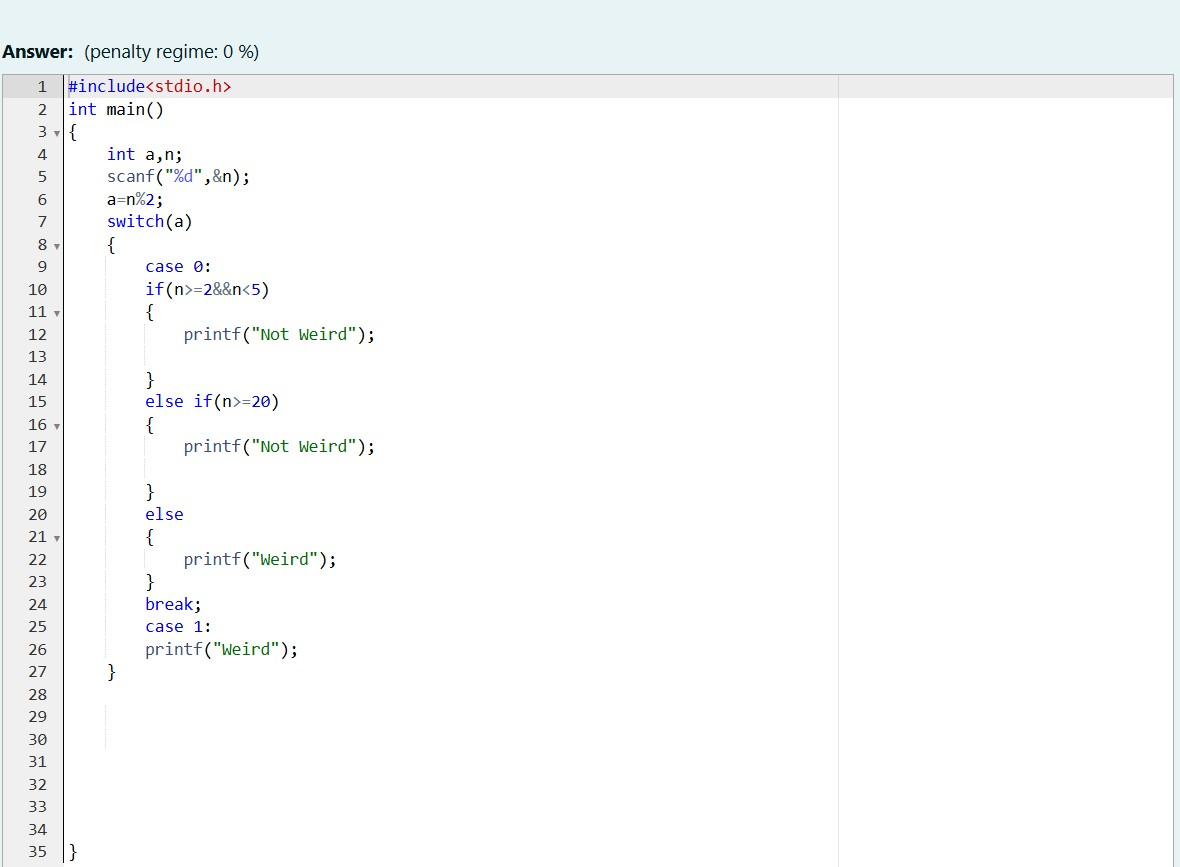 Answer: (penalty regime: 0 %)
1 #include<stdio.h>
2 int main()
3 {
4     int a,n;
5     scanf("%d",&n);
6     a=n%2;
7     switch(a)
8     {
9         case 0:
10         if(n>=2&&n<5)
11         {
12             printf("Not Weird");
13
14         }
15         else if(n>=20)
16         {
17             printf("Not Weird");
18
19         }
20         else
21         {
22             printf("Weird");
23         }
24         break;
25         case 1:
26         printf("Weird");
27     }
28
29
30
31
32
33
34
35 }